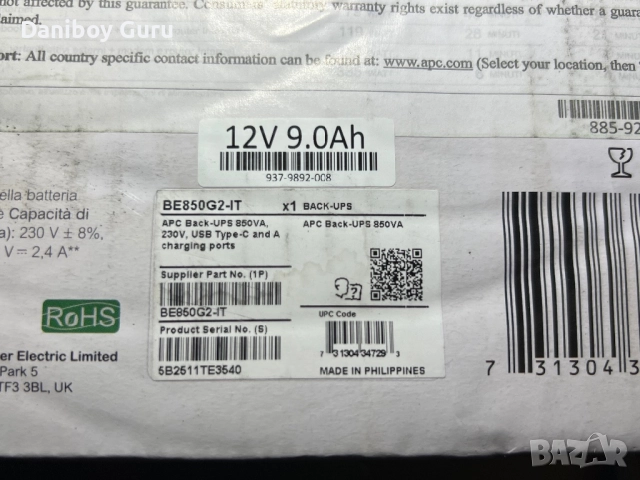 not affected by this guarantee. Consumers' statutory warranty rights exist regardless of whether a guara
claimed.
Daniboy Guru
110 28
ort: All country specific contact information can be found at: www.apc.com (Select your location, then
885-92
12V 9.0Ah
937-9892-008
ella batteria
è Capacità di
a): 230 V ± 8%,
V ⎓ 2,4 A**
BE850G2-IT x1 BACK-UPS
APC Back-UPS 850VA,
230V, USB Type-C and A
charging ports
APC Back-UPS 850VA
Supplier Part No. (1P)
BE850G2-IT
Product Serial No. (S)
5B2511TE3540
UPC Code
7 31304 34729 3
MADE IN PHILIPPINES
RoHS
er Electric Limited
Park 5
TF3 3BL, UK
7 31304 3
BAZAR.bg